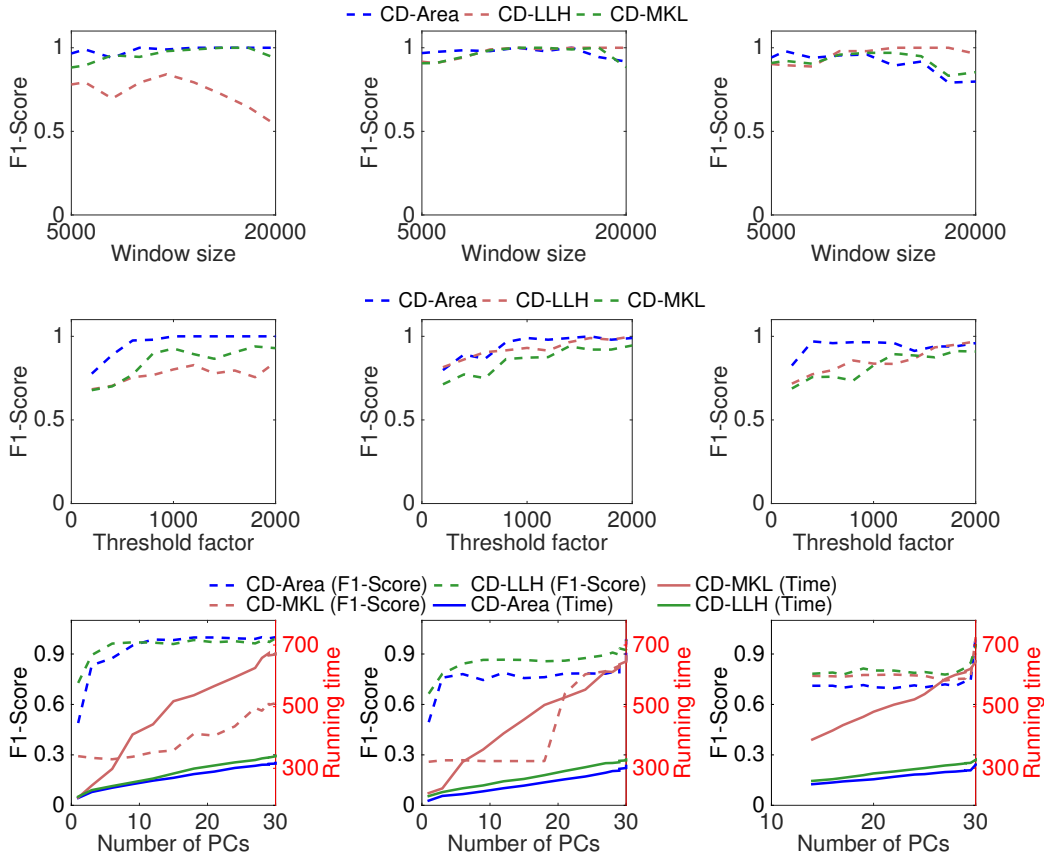 CD-Area CD-LLH CD-MKL
F1-Score 1 0.5 0 5000 20000 Window size
F1-Score 1 0.5 0 5000 20000 Window size
F1-Score 1 0.5 0 5000 20000 Window size
CD-Area CD-LLH CD-MKL
F1-Score 1 0.5 0 0 1000 2000 Threshold factor
F1-Score 1 0.5 0 0 1000 2000 Threshold factor
F1-Score 1 0.5 0 0 1000 2000 Threshold factor
CD-Area (F1-Score) CD-LLH (F1-Score) CD-MKL (Time)
CD-MKL (F1-Score) CD-Area (Time) CD-LLH (Time)
F1-Score 0.9 0.6 0.3 0 0 10 20 30 Number of PCs 700 500 300 Running time
F1-Score 0.9 0.6 0.3 0 0 10 20 30 Number of PCs 700 500 300 Running time
F1-Score 0.9 0.6 0.3 0 10 20 30 Number of PCs 700 500 300 Running time